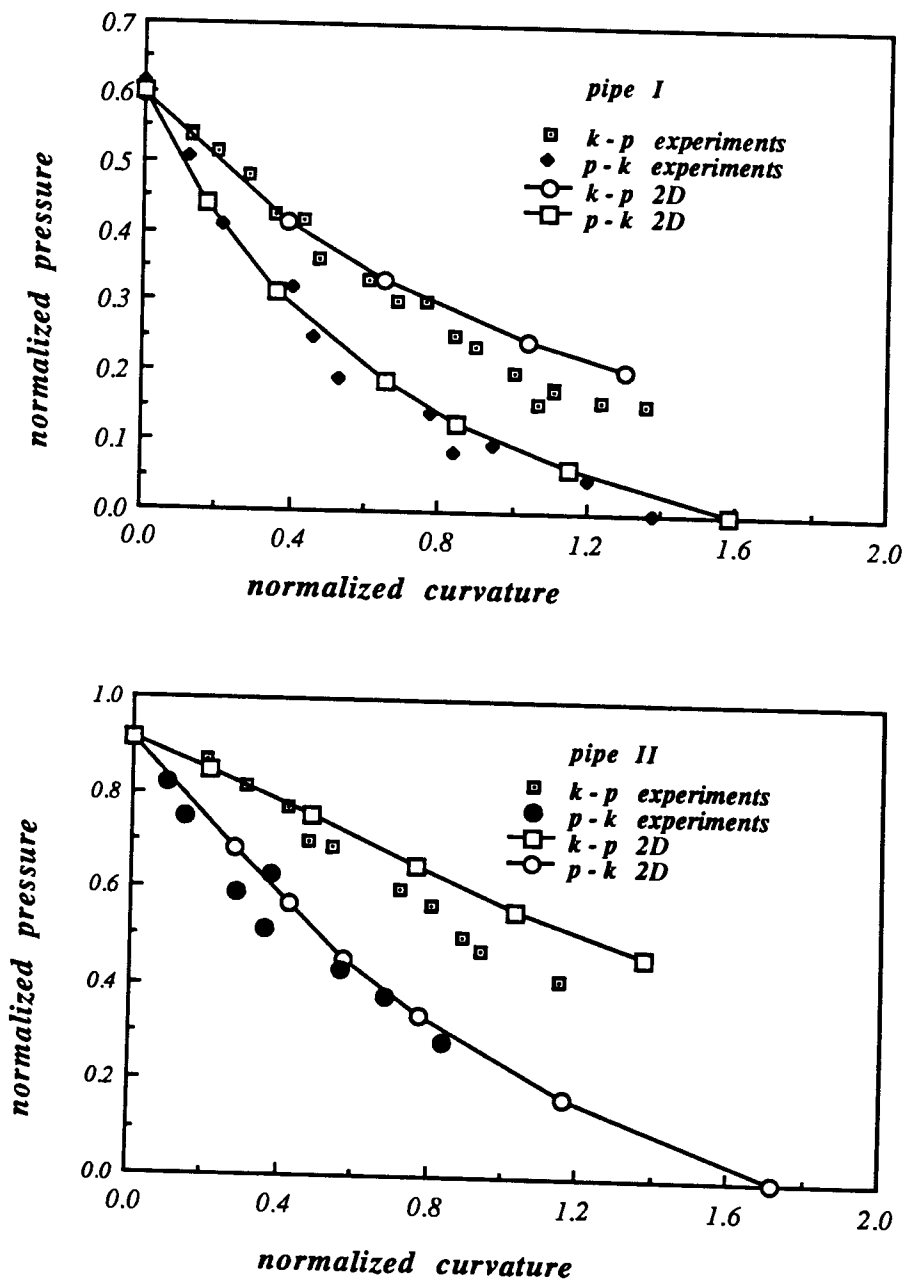 0.7
0.6
0.5
0.4
0.3
0.2
0.1
0.0
normalized pressure
pipe I
k - p experiments
p - k experiments
k - p 2D
p - k 2D
0.0 0.4 0.8 1.2 1.6 2.0
normalized curvature
1.0
0.8
0.6
0.4
0.2
0.0
normalized pressure
pipe II
k - p experiments
p - k experiments
k - p 2D
p - k 2D
0.0 0.4 0.8 1.2 1.6 2.0
normalized curvature